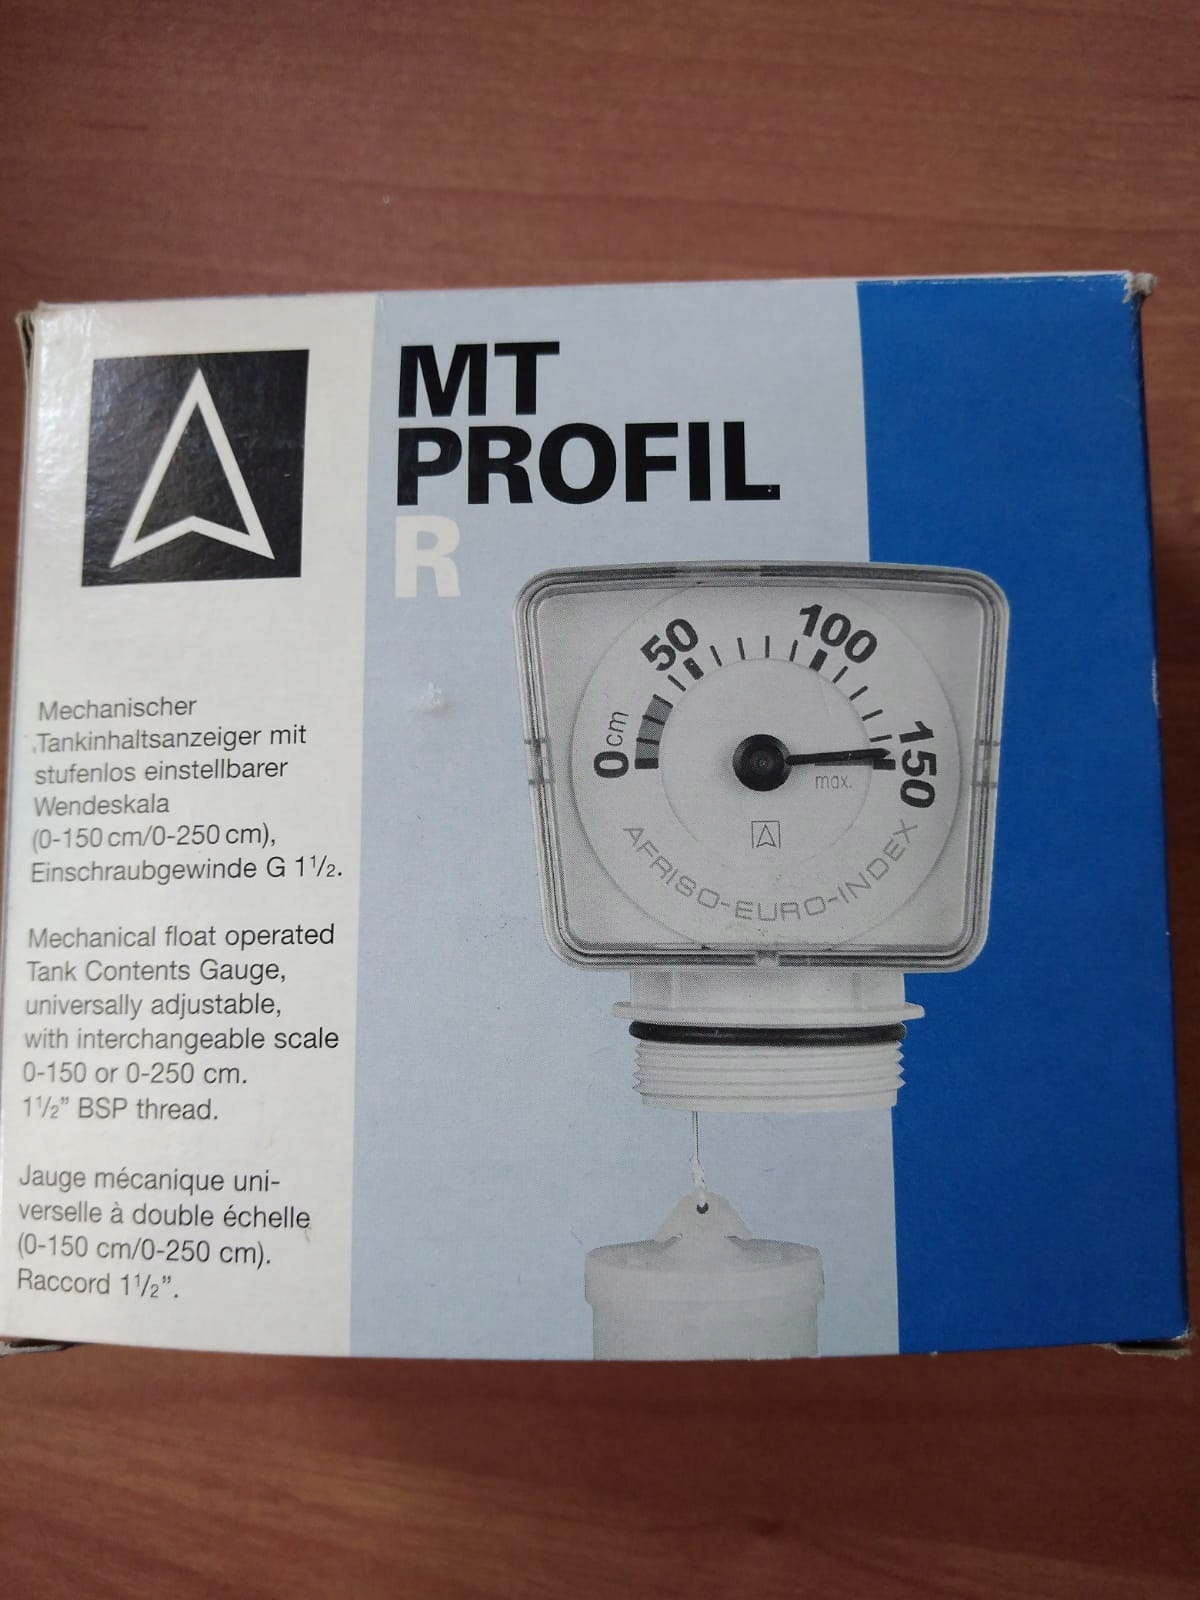 MT
PROFIL
R
Mechanischer
Tankinhaltsanzeiger mit
stufenlos einstellbarer
Wendeskala
(0-150 cm/0-250 cm),
Einschraubgewinde G 1½.
Mechanical float operated
Tank Contents Gauge,
universally adjustable,
with interchangeable scale
0-150 or 0-250 cm.
1½” BSP thread.
Jauge mécanique uni-
verselle à double échelle
(0-150 cm/0-250 cm).
Raccord 1½”.
0 cm
50
100
150
max.
AFRISO-EURO-INDEX